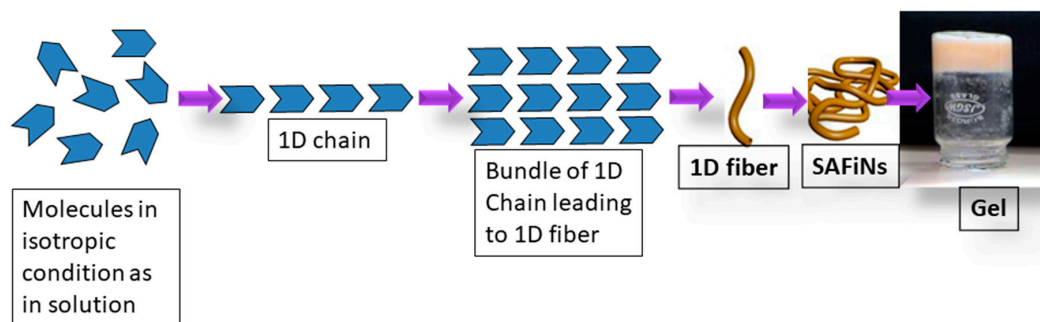 Molecules in
isotropic
condition as
in solution
1D chain
Bundle of 1D
Chain leading
to 1D fiber
1D fiber
SAFiNs
Gel